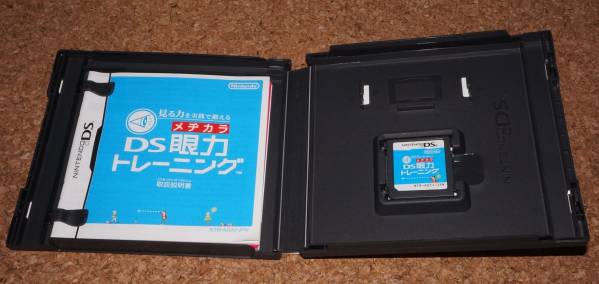 Nintendo
見る力を実践で鍛える
メヂカラ
DS眼力
トレーニング™
取扱説明書
NINTENDO DS
NINTENDO DS
メヂカラ
DS眼力
トレーニング